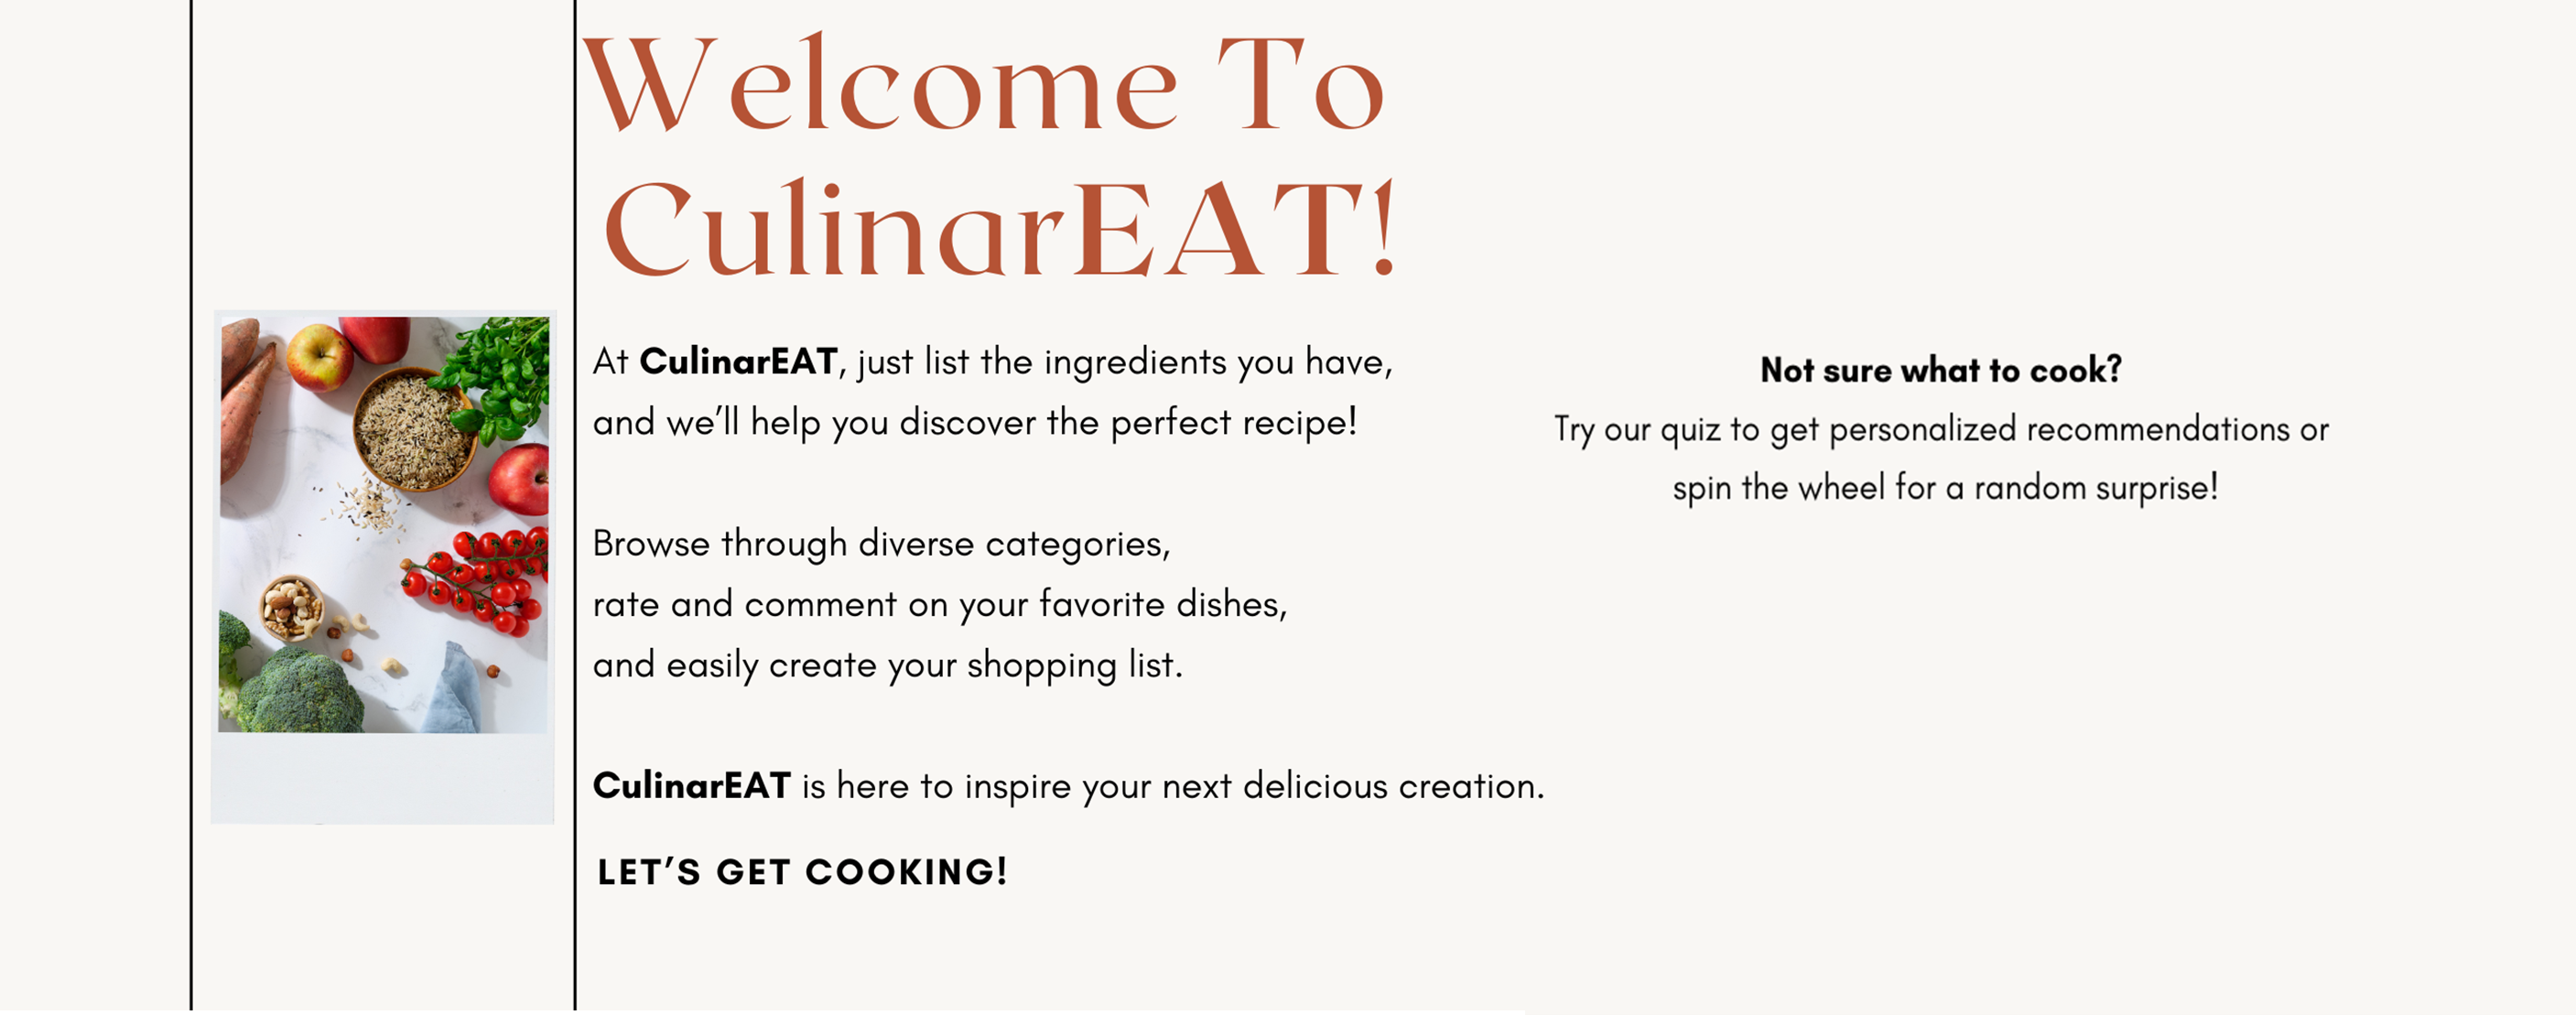 Welcome To
CulinarEAT!
At CulinarEAT, just list the ingredients you have,
and we’ll help you discover the perfect recipe!
Browse through diverse categories,
rate and comment on your favorite dishes,
and easily create your shopping list.
CulinarEAT is here to inspire your next delicious creation.
LET’S GET COOKING!
Not sure what to cook?
Try our quiz to get personalized recommendations or
spin the wheel for a random surprise!